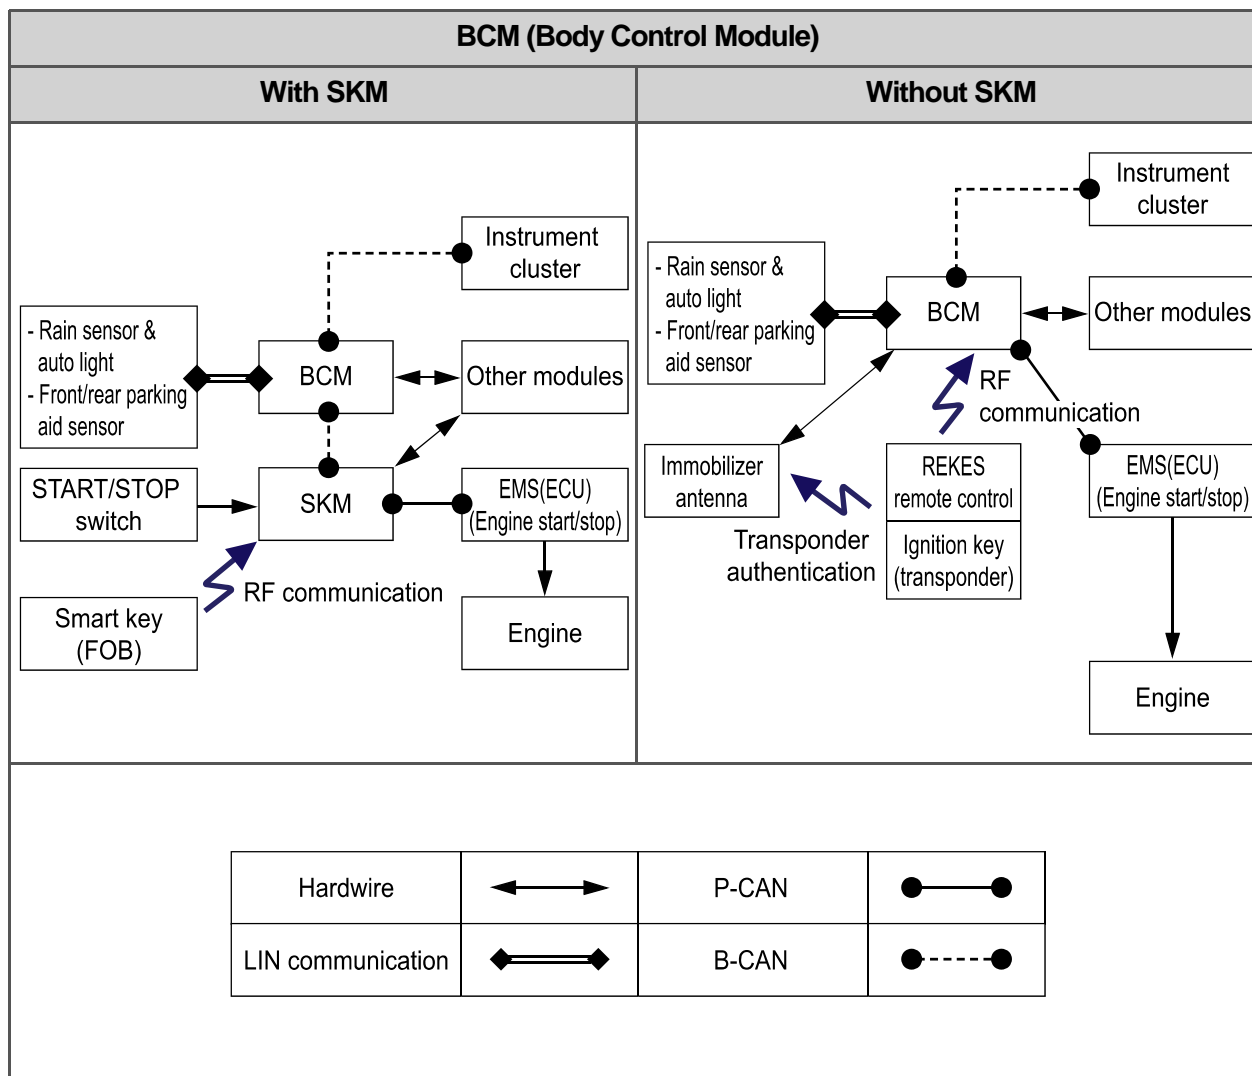 BCM (Body Control Module)
With SKM
Without SKM
Instrument
cluster
- Rain sensor &
auto light
- Front/rear parking
aid sensor
BCM
Other modules
START/STOP
switch
SKM
EMS(ECU)
(Engine start/stop)
RF communication
Smart key
(FOB)
Engine
Instrument
cluster
- Rain sensor &
auto light
- Front/rear parking
aid sensor
BCM
Other modules
RF
communication
Immobilizer
antenna
REKES
remote control
EMS(ECU)
(Engine start/stop)
Transponder
authentication
Ignition key
(transponder)
Engine
Hardwire
P-CAN
LIN communication
B-CAN